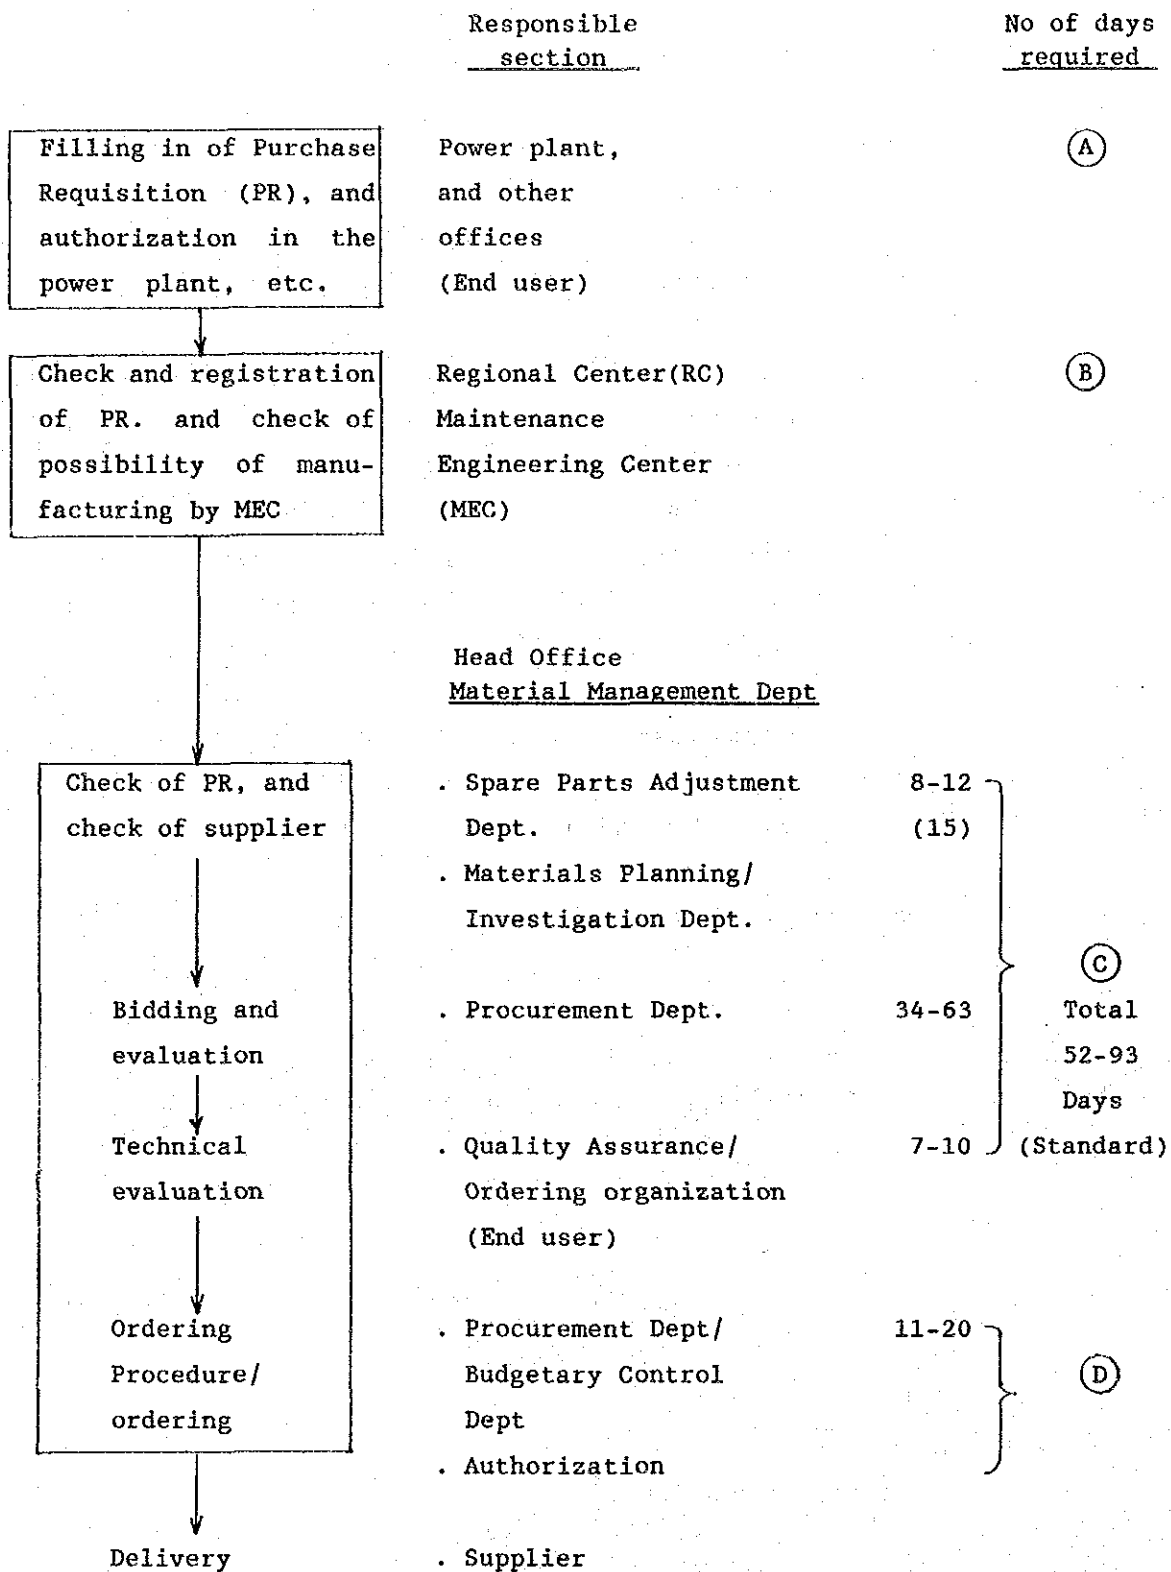 Responsible
section
No of days
required
Filling in of Purchase
Requisition (PR), and
authorization in the
power plant, etc.
Power plant,
and other
offices
(End user)
A
Check and registration
of PR. and check of
possibility of manu-
facturing by MEC
Regional Center(RC)
Maintenance
Engineering Center
(MEC)
B
Head Office
Material Management Dept
Check of PR, and
check of supplier
. Spare Parts Adjustment
Dept.
. Materials Planning/
Investigation Dept.
8-12
(15)
C
Bidding and
evaluation
. Procurement Dept.
34-63
Total
52-93
Days
(Standard)
Technical
evaluation
. Quality Assurance/
Ordering organization
(End user)
7-10
Ordering
Procedure/
ordering
. Procurement Dept/
Budgetary Control
Dept
. Authorization
11-20
D
Delivery
. Supplier